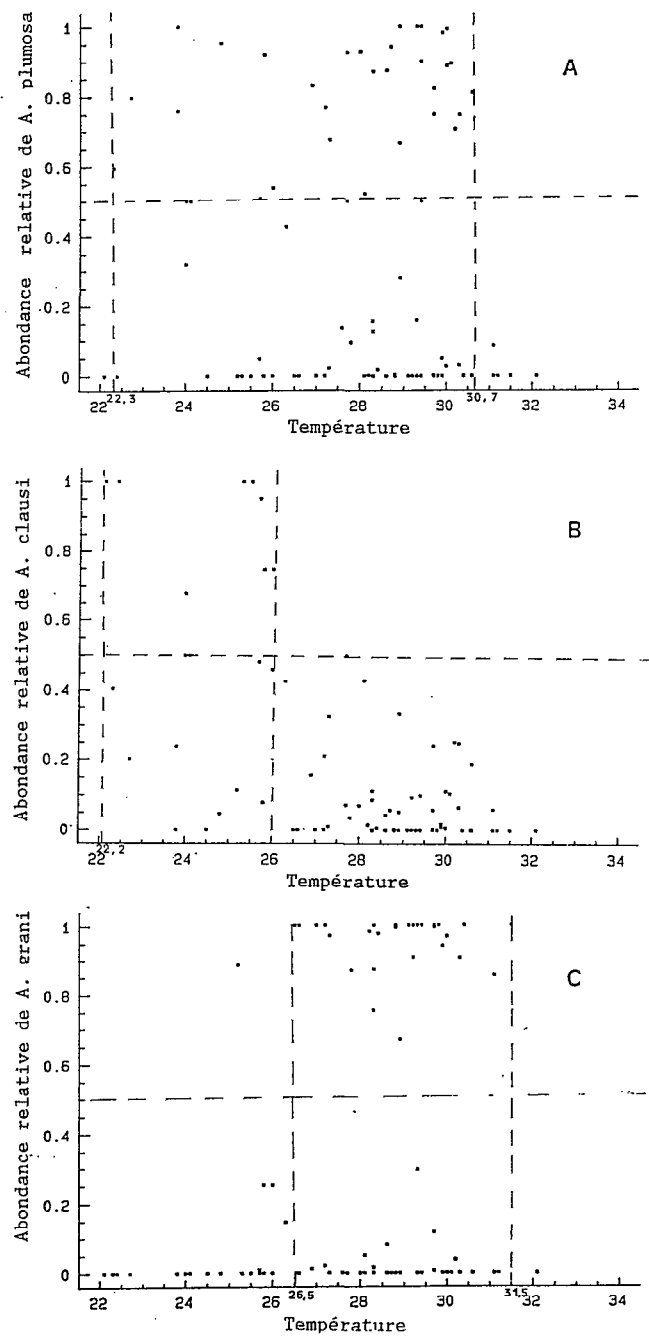 Abondance relative de A. plumosa
1
0.8
0.6
0.4
0.2
0
A
22 22,3 24 26 28 30 30,7 32 34
Température
Abondance relative de A. clausi
1
0.8
0.6
0.4
0.2
0
B
22 22,2 24 26 28 30 32 34
Température
Abondance relative de A. grani
1
0.8
0.6
0.4
0.2
0
C
22 24 26 26,5 28 30 31,5 32 34
Température